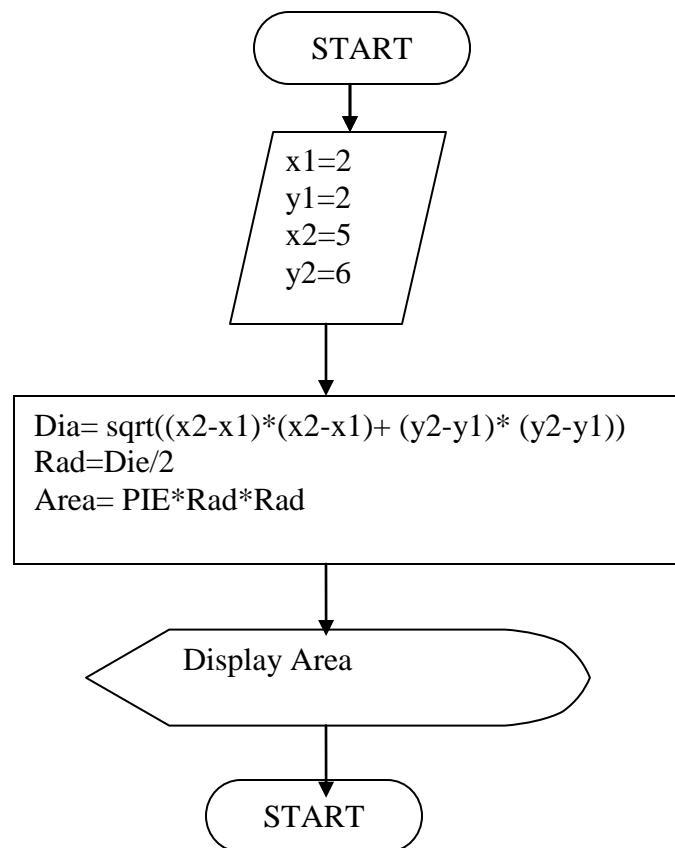 START
x1=2
y1=2
x2=5
y2=6
Dia= sqrt((x2-x1)*(x2-x1)+ (y2-y1)* (y2-y1))
Rad=Die/2
Area= PIE*Rad*Rad
Display Area
START